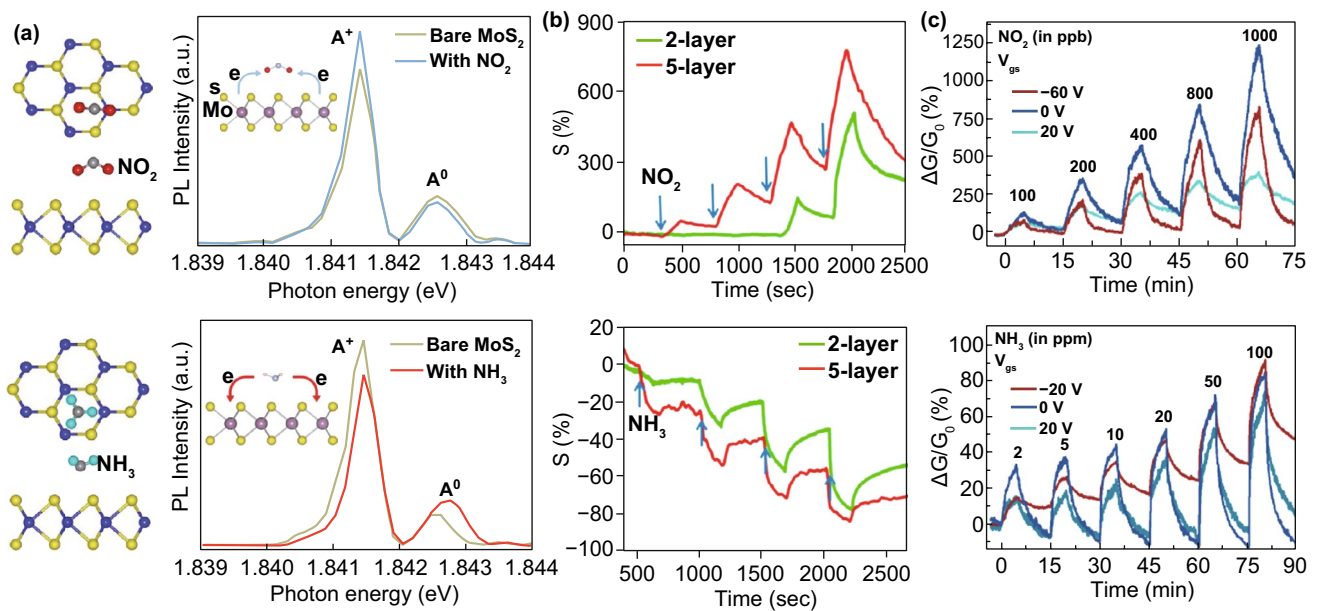 (a)
NO₂
NH₃
PL Intensity (a.u.)
A⁺
Bare MoS₂
With NO₂
e
e
s
Mo
A⁰
1.839
1.840
1.841
1.842
1.843
1.844
Photon energy (eV)
PL Intensity (a.u.)
A⁺
Bare MoS₂
With NH₃
e
e
A⁰
1.839
1.840
1.841
1.842
1.843
1.844
Photon energy (eV)
(b)
900
600
300
0
S (%)
2-layer
5-layer
NO₂
0
500
1000
1500
2000
2500
Time (sec)
20
0
−20
−40
−60
−80
−100
S (%)
2-layer
5-layer
NH₃
500
1000
1500
2000
2500
Time (sec)
(c)
1250
1000
750
500
250
0
ΔG/G₀ (%)
NO₂ (in ppb)
V_gs
−60 V
0 V
20 V
100
200
400
800
1000
0
15
30
45
60
75
Time (min)
100
80
60
40
20
0
ΔG/G₀ (%)
NH₃ (in ppm)
V_gs
−20 V
0 V
20 V
2
5
10
20
50
100
0
15
30
45
60
75
90
Time (min)